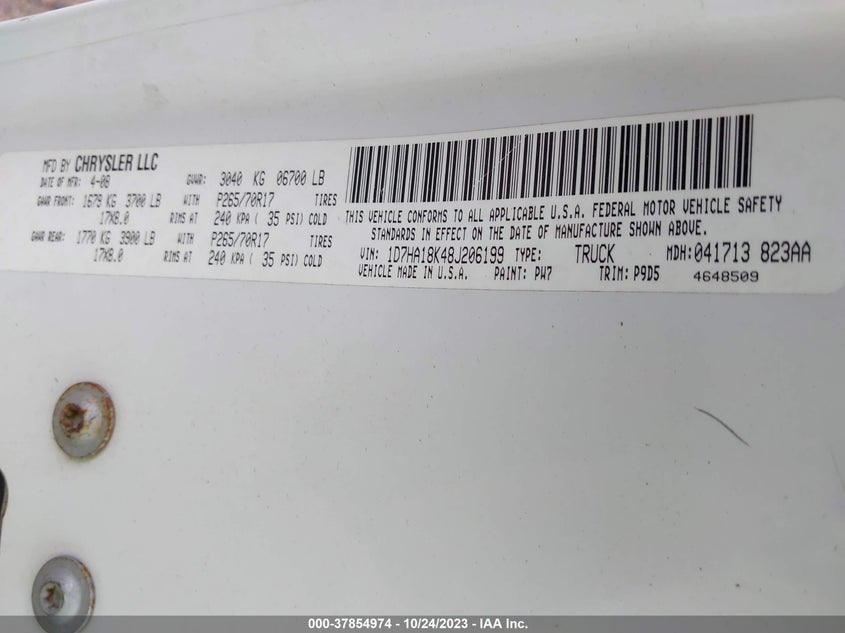 MFD BY CHRYSLER LLC
DATE OF MFR: 4-08 GVWR: 3040 KG 06700 LB
GAWR FRONT: 1678 KG 3700 LB WITH P265/70R17 TIRES
17X8.0 RIMS AT 240 KPA ( 35 PSI) COLD
GAWR REAR: 1770 KG 3900 LB WITH P265/70R17 TIRES
17X8.0 RIMS AT 240 KPA ( 35 PSI) COLD
THIS VEHICLE CONFORMS TO ALL APPLICABLE U.S.A. FEDERAL MOTOR VEHICLE SAFETY
STANDARDS IN EFFECT ON THE DATE OF MANUFACTURE SHOWN ABOVE.
VIN: 1D7HA18K48J206199 TYPE: TRUCK MDH: 041713 823AA
VEHICLE MADE IN U.S.A. PAINT: PW7 TRIM: P9D5 4648509
000-37854974 - 10/24/2023 - IAA Inc.